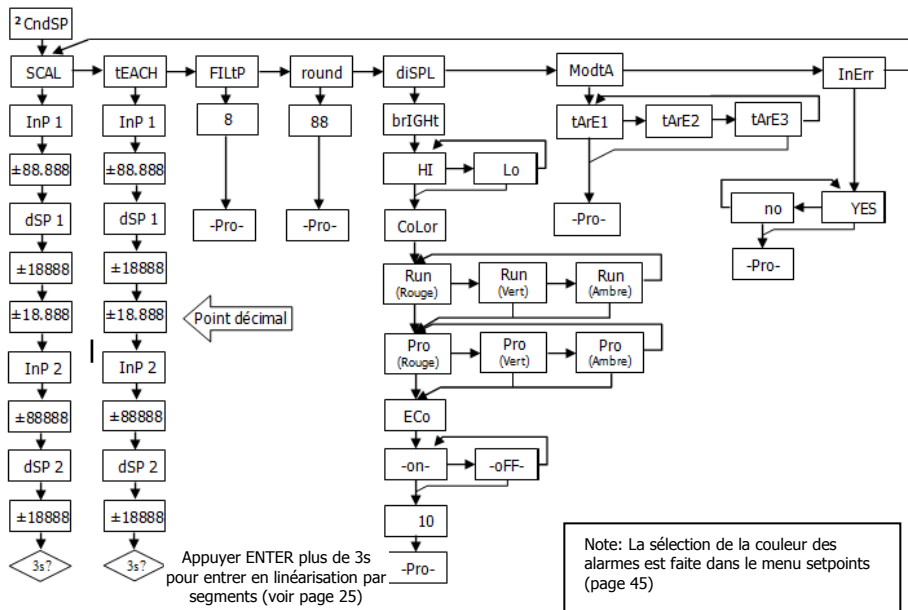 ²CndSP
SCAL tEACH FILtP round diSPL ModtA InErr
InP 1 InP 1 8 88 brIGHt tArE1 tArE2 tArE3
±88.888 ±88.888 HI Lo
dSP 1 dSP 1 -Pro- -Pro- CoLor -Pro- no YES
±18888 ±18888 Run Run Run -Pro-
(Rouge) (Vert) (Ambre)
±18.888 ±18.888 Point décimal
InP 2 InP 2 Pro Pro Pro
(Rouge) (Vert) (Ambre)
±88888 ±88888 ECo
dSP 2 dSP 2 -on- -oFF-
±18888 ±18888 10
3s? 3s? -Pro-
Appuyer ENTER plus de 3s
pour entrer en linéarisation par
segments (voir page 25)
Note: La sélection de la couleur des
alarmes est faite dans le menu setpoints
(page 45)